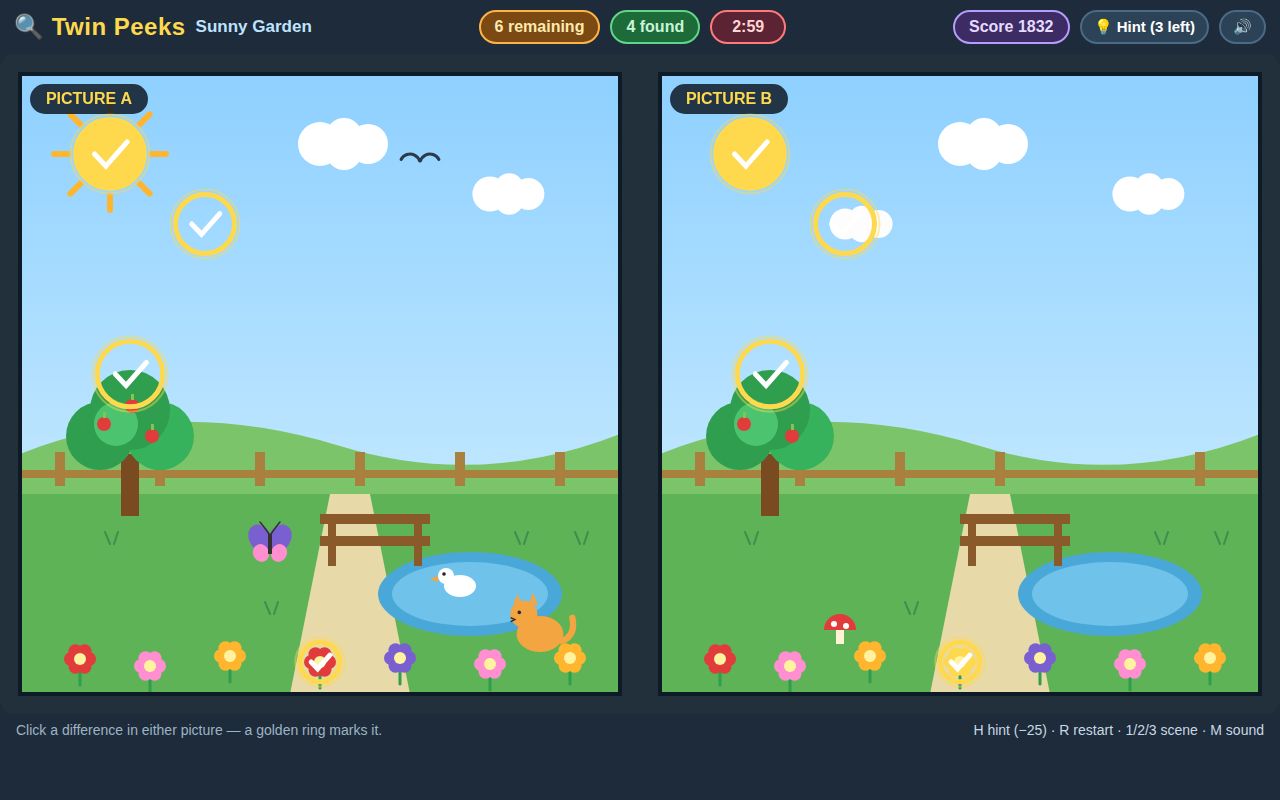 🔍 Twin Peeks Sunny Garden 6 remaining 4 found 2:59 Score 1832 💡 Hint (3 left) 🔊
PICTURE A PICTURE B
Click a difference in either picture — a golden ring marks it. H hint (−25) · R restart · 1/2/3 scene · M sound